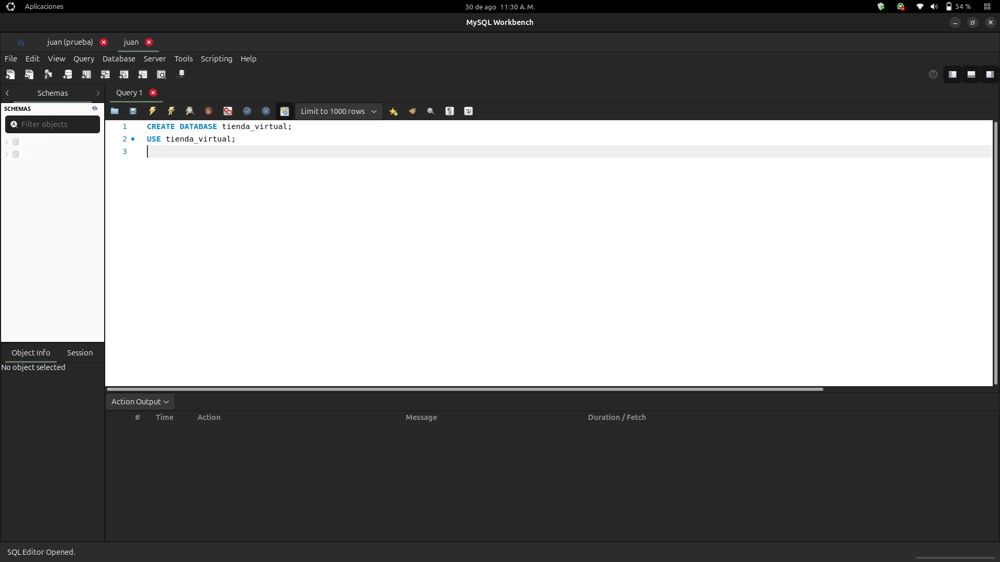 Aplicaciones
30 de ago 11:30 A. M.
54 %
MySQL Workbench
juan (prueba)
juan
File Edit View Query Database Server Tools Scripting Help
Schemas
Query 1
SCHEMAS
Limit to 1000 rows
Filter objects
1 CREATE DATABASE tienda_virtual;
2 USE tienda_virtual;
3
Object Info Session
No object selected
Action Output
# Time Action Message Duration / Fetch
SQL Editor Opened.